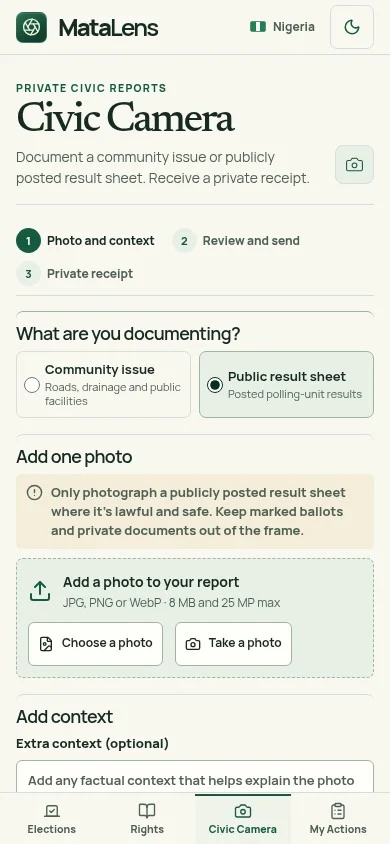 MataLens
Nigeria
PRIVATE CIVIC REPORTS
Civic Camera
Document a community issue or publicly
posted result sheet. Receive a private receipt.
1 Photo and context
2 Review and send
3 Private receipt
What are you documenting?
Community issue
Roads, drainage and public
facilities
Public result sheet
Posted polling-unit results
Add one photo
Only photograph a publicly posted result sheet
where it's lawful and safe. Keep marked ballots
and private documents out of the frame.
Add a photo to your report
JPG, PNG or WebP · 8 MB and 25 MP max
Choose a photo
Take a photo
Add context
Extra context (optional)
Add any factual context that helps explain the photo
Elections
Rights
Civic Camera
My Actions